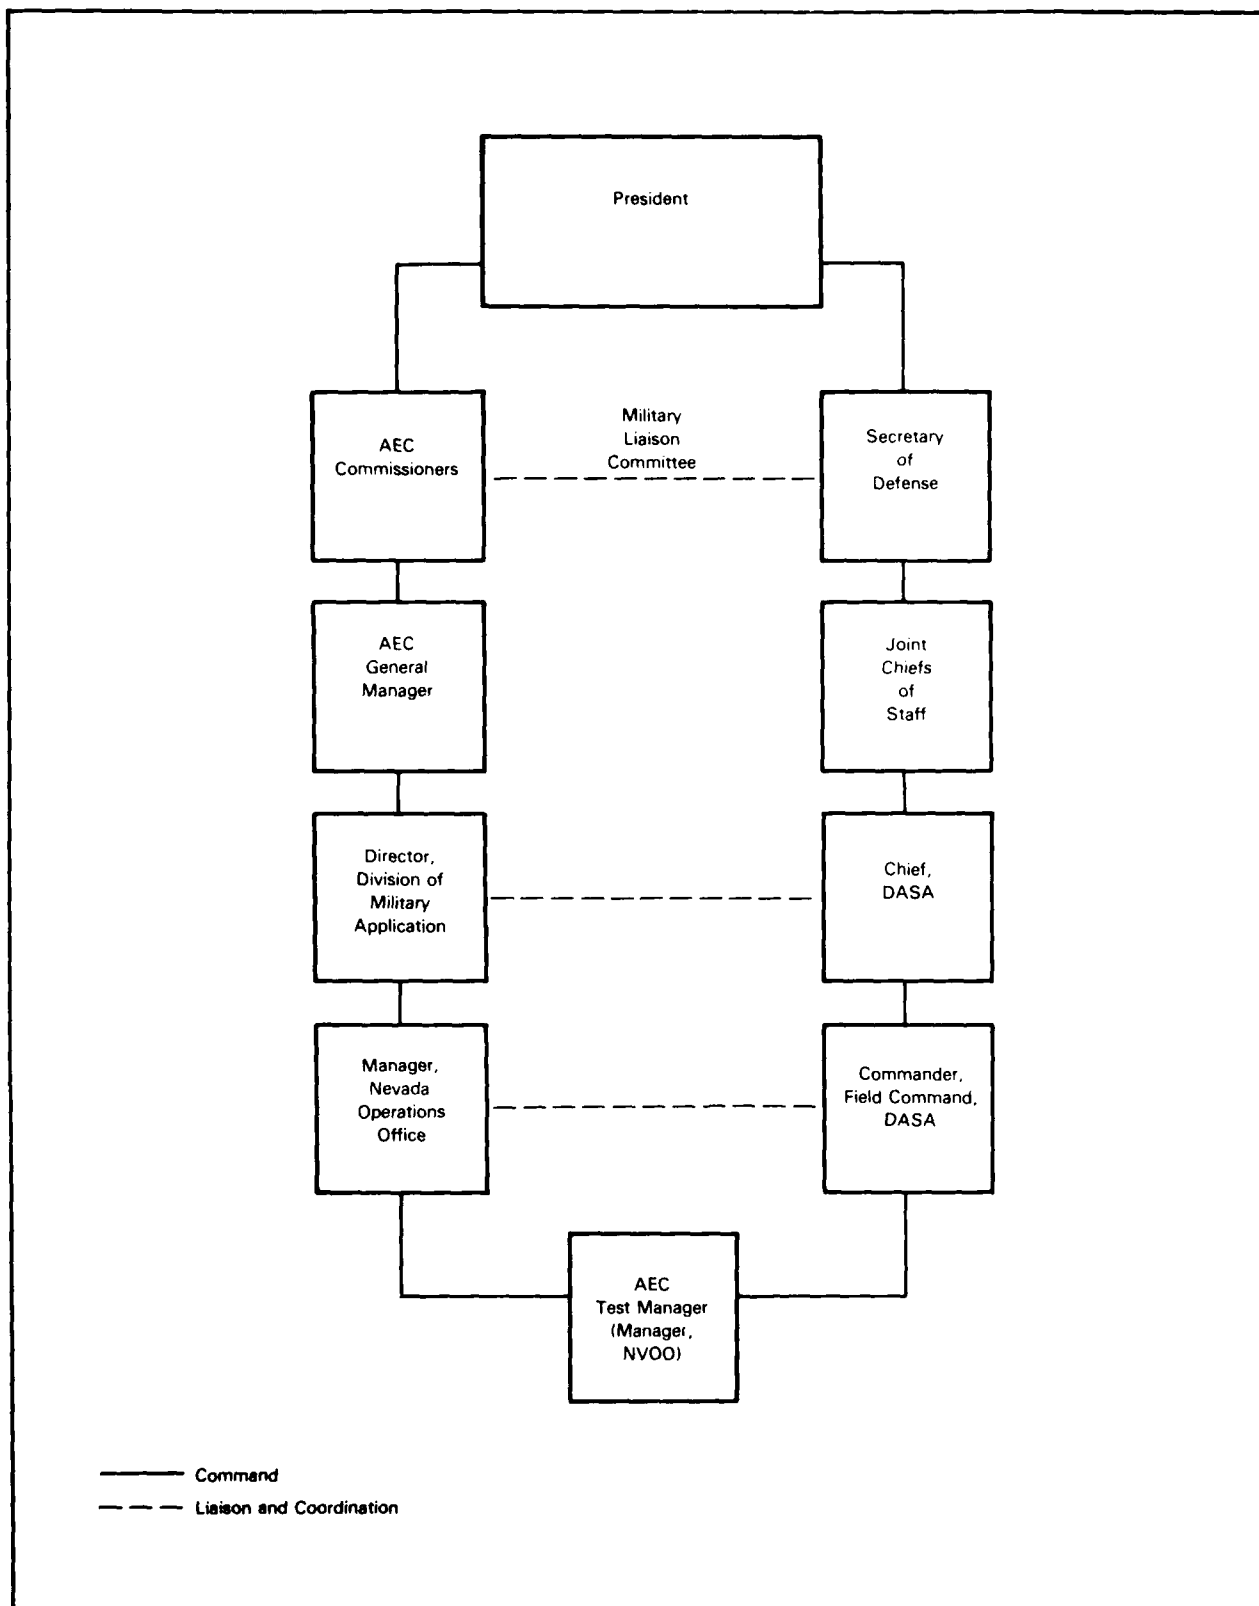 President
AEC
Commissioners
Military
Liaison
Committee
Secretary
of
Defense
AEC
General
Manager
Joint
Chiefs
of
Staff
Director,
Division of
Military
Application
Chief,
DASA
Manager,
Nevada
Operations
Office
Commander,
Field Command,
DASA
AEC
Test Manager
(Manager,
NVOO)
Command
Liaison and Coordination